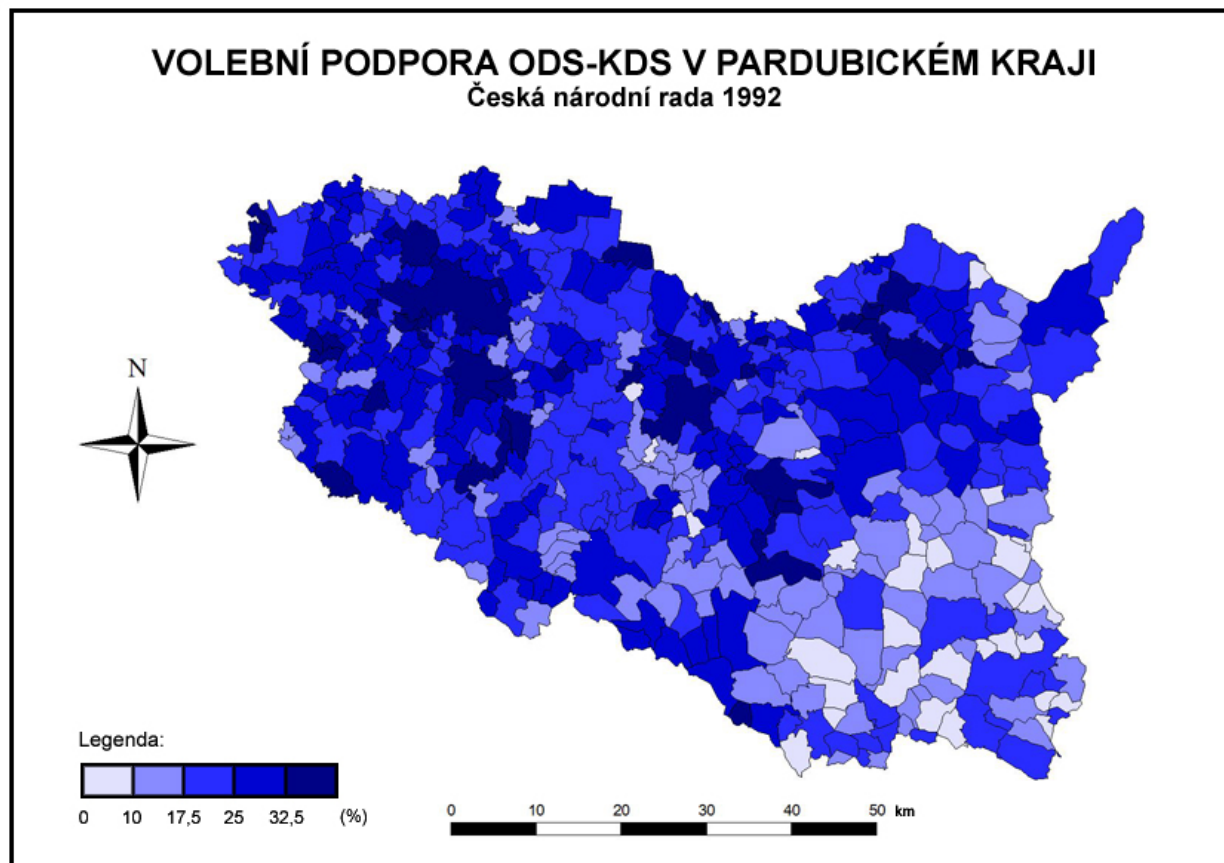 VOLEBNÍ PODPORA ODS-KDS V PARDUBICKÉM KRAJI
Česká národní rada 1992
N
Legenda:
0 10 17,5 25 32,5 (%)
0 10 20 30 40 50 km